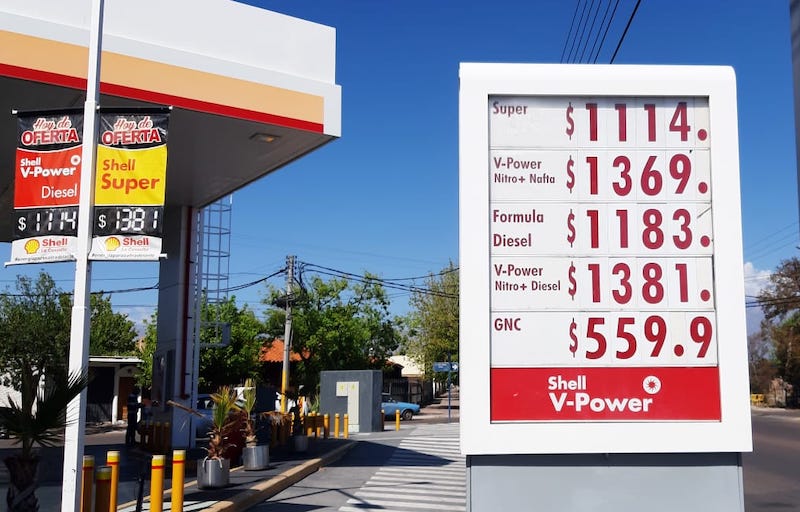 Hoy de
OFERTA
Shell
V-Power
Diesel
$ 1114
Shell
Hoy de
OFERTA
Shell
Super
$ 1381
Shell
Super $1114.
V-Power
Nitro+ Nafta $1369.
Formula
Diesel $1183.
V-Power
Nitro+ Diesel $1381.
GNC $559.9
Shell
V-Power